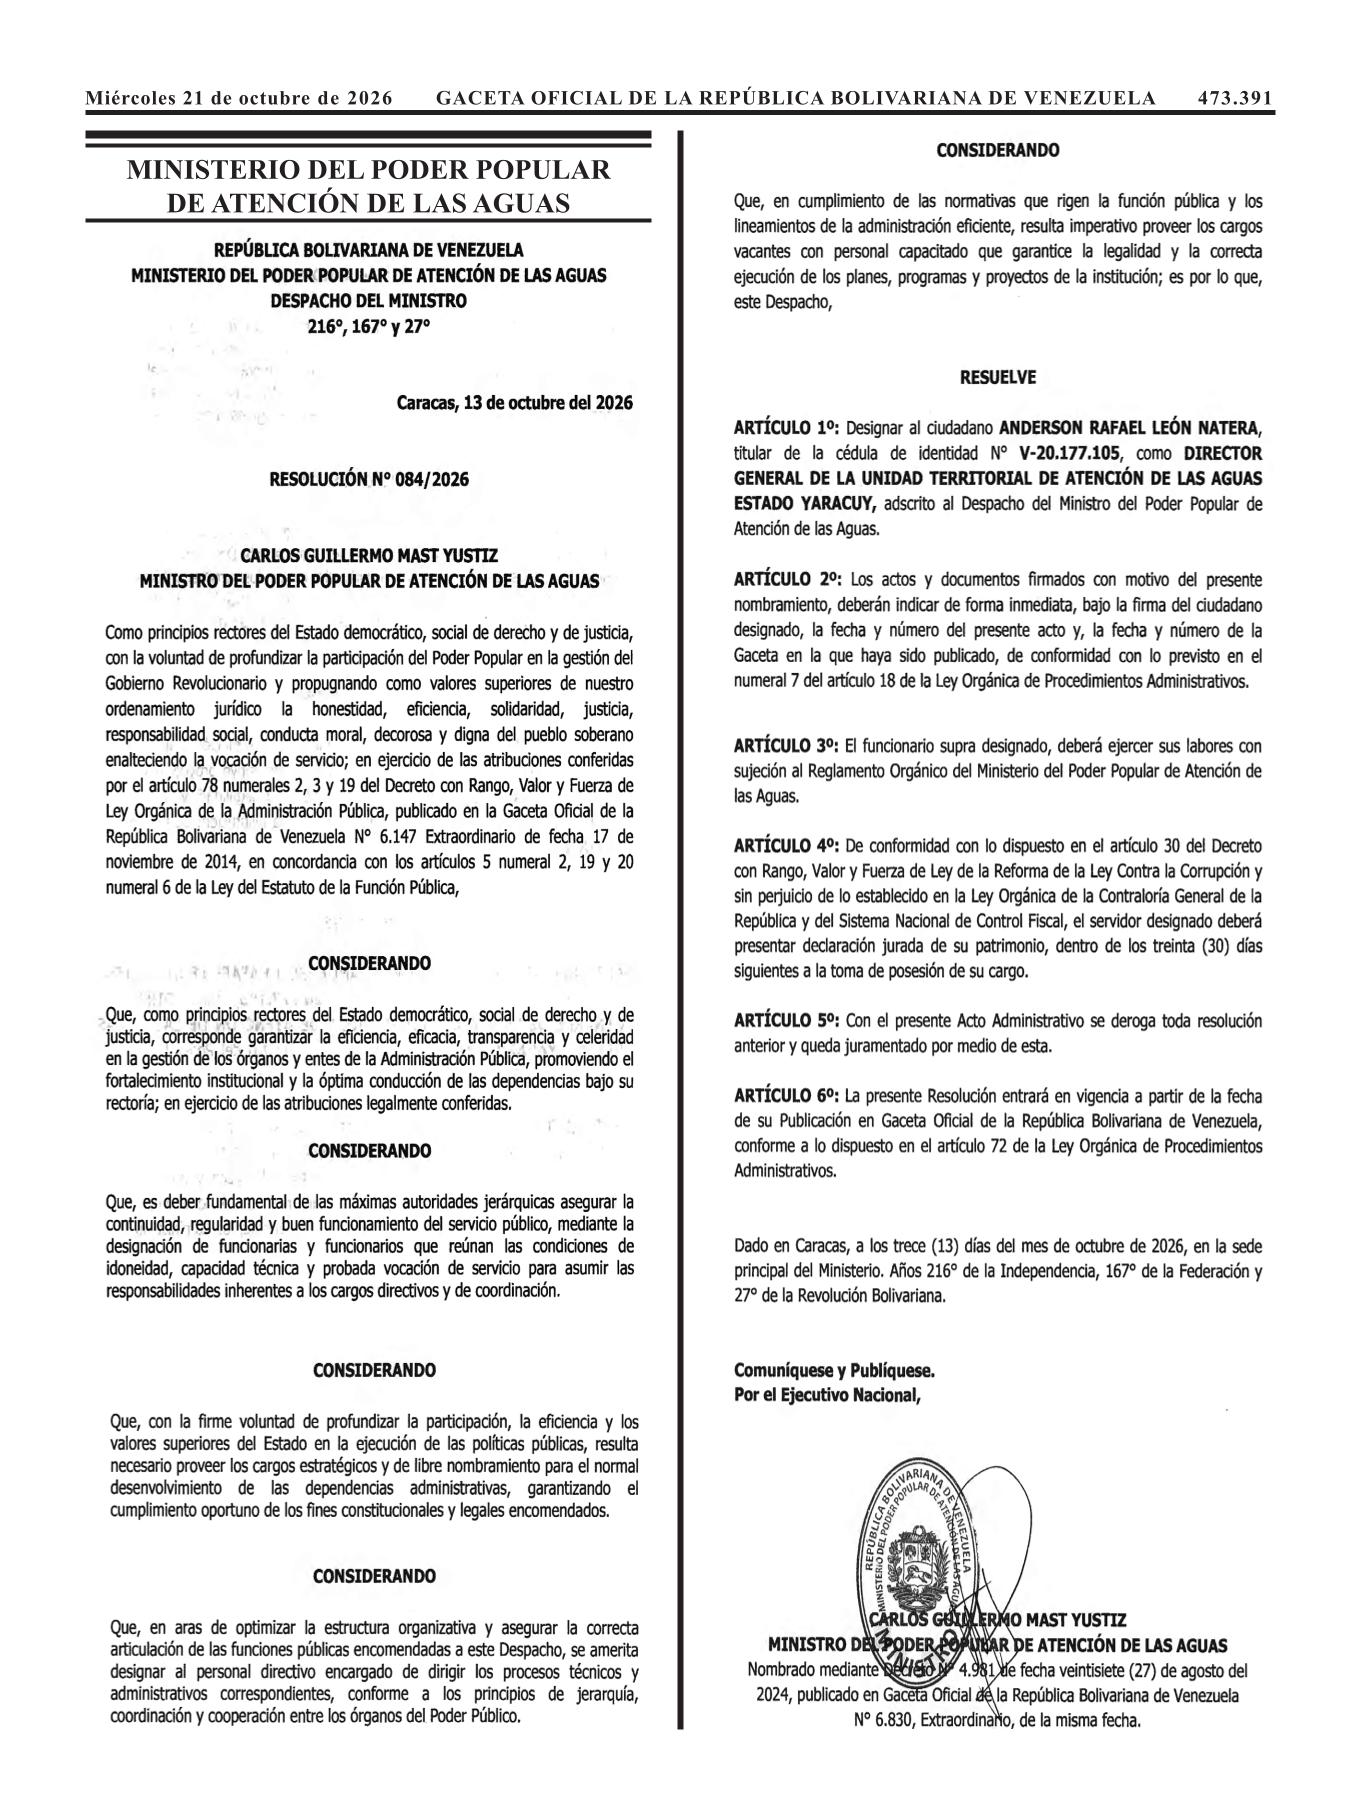 Miércoles 21 de octubre de 2026 GACETA OFICIAL DE LA REPÚBLICA BOLIVARIANA DE VENEZUELA 473.391
MINISTERIO DEL PODER POPULAR
DE ATENCIÓN DE LAS AGUAS
REPÚBLICA BOLIVARIANA DE VENEZUELA
MINISTERIO DEL PODER POPULAR DE ATENCIÓN DE LAS AGUAS
DESPACHO DEL MINISTRO
216º, 167º y 27º
Caracas, 13 de octubre del 2026
RESOLUCIÓN Nº 084/2026
CARLOS GUILLERMO MAST YUSTIZ
MINISTRO DEL PODER POPULAR DE ATENCIÓN DE LAS AGUAS
Como principios rectores del Estado democrático, social de derecho y de justicia,
con la voluntad de profundizar la participación del Poder Popular en la gestión del
Gobierno Revolucionario y propugnando como valores superiores de nuestro
ordenamiento jurídico la honestidad, eficiencia, solidaridad, justicia,
responsabilidad social, conducta moral, decorosa y digna del pueblo soberano
enalteciendo la vocación de servicio; en ejercicio de las atribuciones conferidas
por el artículo 78 numerales 2, 3 y 19 del Decreto con Rango, Valor y Fuerza de
Ley Orgánica de la Administración Pública, publicado en la Gaceta Oficial de la
República Bolivariana de Venezuela N° 6.147 Extraordinario de fecha 17 de
noviembre de 2014, en concordancia con los artículos 5 numeral 2, 19 y 20
numeral 6 de la Ley del Estatuto de la Función Pública,
CONSIDERANDO
Que, como principios rectores del Estado democrático, social de derecho y de
justicia, corresponde garantizar la eficiencia, eficacia, transparencia y celeridad
en la gestión de los órganos y entes de la Administración Pública, promoviendo el
fortalecimiento institucional y la óptima conducción de las dependencias bajo su
rectoría; en ejercicio de las atribuciones legalmente conferidas.
CONSIDERANDO
Que, es deber fundamental de las máximas autoridades jerárquicas asegurar la
continuidad, regularidad y buen funcionamiento del servicio público, mediante la
designación de funcionarias y funcionarios que reúnan las condiciones de
idoneidad, capacidad técnica y probada vocación de servicio para asumir las
responsabilidades inherentes a los cargos directivos y de coordinación.
CONSIDERANDO
Que, con la firme voluntad de profundizar la participación, la eficiencia y los
valores superiores del Estado en la ejecución de las políticas públicas, resulta
necesario proveer los cargos estratégicos y de libre nombramiento para el normal
desenvolvimiento de las dependencias administrativas, garantizando el
cumplimiento oportuno de los fines constitucionales y legales encomendados.
CONSIDERANDO
Que, en aras de optimizar la estructura organizativa y asegurar la correcta
articulación de las funciones públicas encomendadas a este Despacho, se amerita
designar al personal directivo encargado de dirigir los procesos técnicos y
administrativos correspondientes, conforme a los principios de jerarquía,
coordinación y cooperación entre los órganos del Poder Público.
CONSIDERANDO
Que, en cumplimiento de las normativas que rigen la función pública y los
lineamientos de la administración eficiente, resulta imperativo proveer los cargos
vacantes con personal capacitado que garantice la legalidad y la correcta
ejecución de los planes, programas y proyectos de la institución; es por lo que,
este Despacho,
RESUELVE
ARTÍCULO 1º: Designar al ciudadano ANDERSON RAFAEL LEÓN NATERA,
titular de la cédula de identidad N° V-20.177.105, como DIRECTOR
GENERAL DE LA UNIDAD TERRITORIAL DE ATENCIÓN DE LAS AGUAS
ESTADO YARACUY, adscrito al Despacho del Ministro del Poder Popular de
Atención de las Aguas.
ARTÍCULO 2º: Los actos y documentos firmados con motivo del presente
nombramiento, deberán indicar de forma inmediata, bajo la firma del ciudadano
designado, la fecha y número del presente acto y, la fecha y número de la
Gaceta en la que haya sido publicado, de conformidad con lo previsto en el
numeral 7 del artículo 18 de la Ley Orgánica de Procedimientos Administrativos.
ARTÍCULO 3º: El funcionario supra designado, deberá ejercer sus labores con
sujeción al Reglamento Orgánico del Ministerio del Poder Popular de Atención de
las Aguas.
ARTÍCULO 4º: De conformidad con lo dispuesto en el artículo 30 del Decreto
con Rango, Valor y Fuerza de Ley de la Reforma de la Ley Contra la Corrupción y
sin perjuicio de lo establecido en la Ley Orgánica de la Contraloría General de la
República y del Sistema Nacional de Control Fiscal, el servidor designado deberá
presentar declaración jurada de su patrimonio, dentro de los treinta (30) días
siguientes a la toma de posesión de su cargo.
ARTÍCULO 5º: Con el presente Acto Administrativo se deroga toda resolución
anterior y queda juramentado por medio de esta.
ARTÍCULO 6º: La presente Resolución entrará en vigencia a partir de la fecha
de su Publicación en Gaceta Oficial de la República Bolivariana de Venezuela,
conforme a lo dispuesto en el artículo 72 de la Ley Orgánica de Procedimientos
Administrativos.
Dado en Caracas, a los trece (13) días del mes de octubre de 2026, en la sede
principal del Ministerio. Años 216° de la Independencia, 167° de la Federación y
27° de la Revolución Bolivariana.
Comuníquese y Publíquese.
Por el Ejecutivo Nacional,
REPÚBLICA BOLIVARIANA DE VENEZUELA
MINISTERIO DEL PODER POPULAR DE ATENCIÓN DE LAS AGUAS
MINISTRO
CARLOS GUILLERMO MAST YUSTIZ
MINISTRO DEL PODER POPULAR DE ATENCIÓN DE LAS AGUAS
Nombrado mediante Decreto N° 4.981 de fecha veintisiete (27) de agosto del
2024, publicado en Gaceta Oficial de la República Bolivariana de Venezuela
N° 6.830, Extraordinario, de la misma fecha.